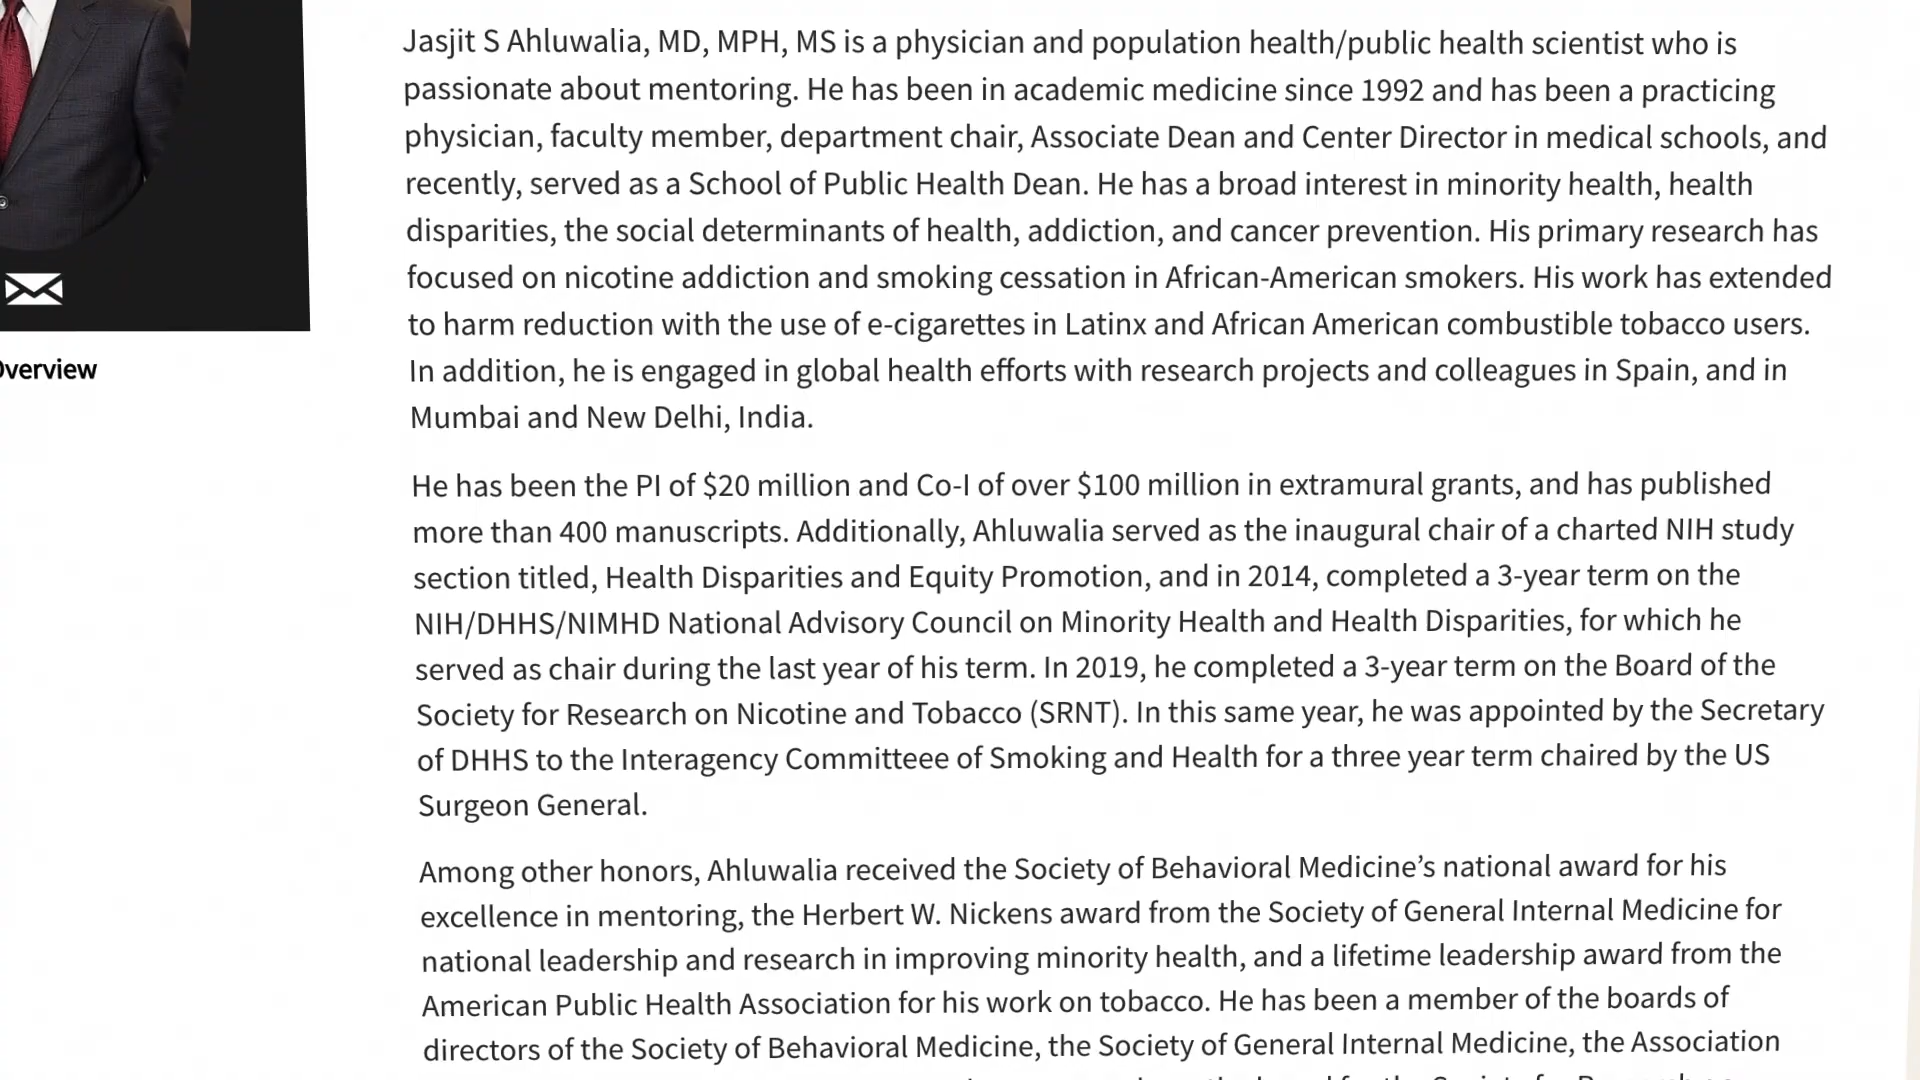 Jasjit S Ahluwalia, MD, MPH, MS is a physician and population health/public health scientist who is
passionate about mentoring. He has been in academic medicine since 1992 and has been a practicing
physician, faculty member, department chair, Associate Dean and Center Director in medical schools, and
recently, served as a School of Public Health Dean. He has a broad interest in minority health, health
disparities, the social determinants of health, addiction, and cancer prevention. His primary research has
focused on nicotine addiction and smoking cessation in African-American smokers. His work has extended
to harm reduction with the use of e-cigarettes in Latinx and African American combustible tobacco users.
In addition, he is engaged in global health efforts with research projects and colleagues in Spain, and in
Mumbai and New Delhi, India.
Overview
He has been the PI of $20 million and Co-I of over $100 million in extramural grants, and has published
more than 400 manuscripts. Additionally, Ahluwalia served as the inaugural chair of a charted NIH study
section titled, Health Disparities and Equity Promotion, and in 2014, completed a 3-year term on the
NIH/DHHS/NIMHD National Advisory Council on Minority Health and Health Disparities, for which he
served as chair during the last year of his term. In 2019, he completed a 3-year term on the Board of the
Society for Research on Nicotine and Tobacco (SRNT). In this same year, he was appointed by the Secretary
of DHHS to the Interagency Committeee of Smoking and Health for a three year term chaired by the US
Surgeon General.
Among other honors, Ahluwalia received the Society of Behavioral Medicine’s national award for his
excellence in mentoring, the Herbert W. Nickens award from the Society of General Internal Medicine for
national leadership and research in improving minority health, and a lifetime leadership award from the
American Public Health Association for his work on tobacco. He has been a member of the boards of
directors of the Society of Behavioral Medicine, the Society of General Internal Medicine, the Association